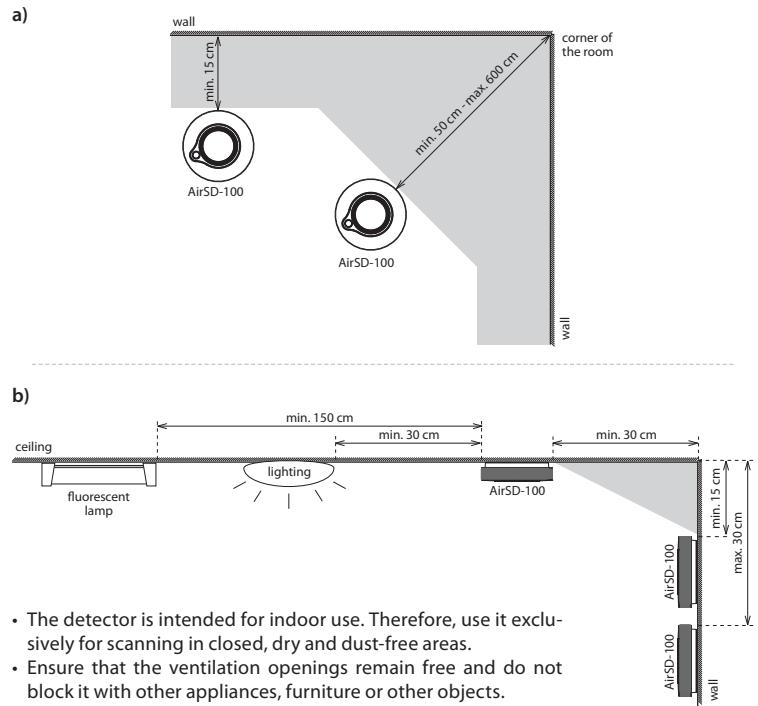 a)
wall
min. 15 cm
corner of
the room
min. 50 cm - max. 600 cm
AirSD-100
AirSD-100
wall
b)
min. 150 cm
ceiling
min. 30 cm
min. 30 cm
lighting
fluorescent
lamp
AirSD-100
min. 15 cm
max. 30 cm
AirSD-100
AirSD-100
wall
• The detector is intended for indoor use. Therefore, use it exclu-
sively for scanning in closed, dry and dust-free areas.
• Ensure that the ventilation openings remain free and do not
block it with other appliances, furniture or other objects.